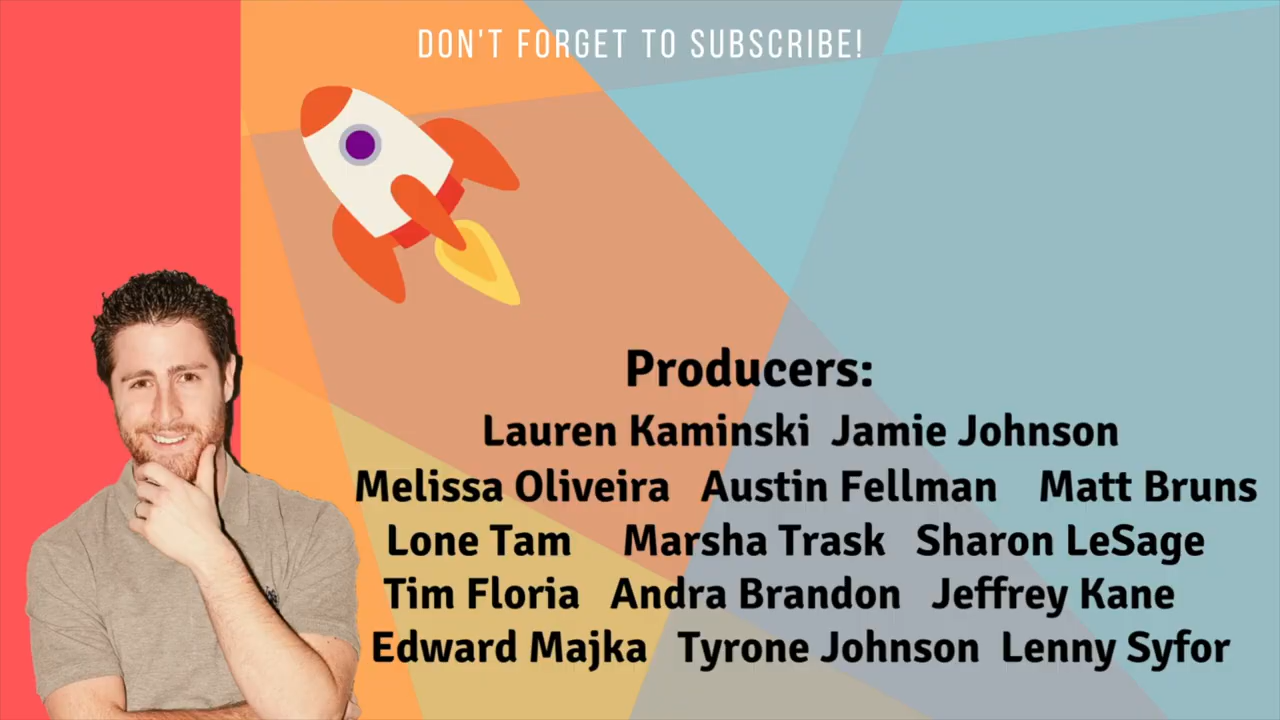 DON'T FORGET TO SUBSCRIBE!
Producers:
Lauren Kaminski Jamie Johnson
Melissa Oliveira Austin Fellman Matt Bruns
Lone Tam Marsha Trask Sharon LeSage
Tim Floria Andra Brandon Jeffrey Kane
Edward Majka Tyrone Johnson Lenny Syfor